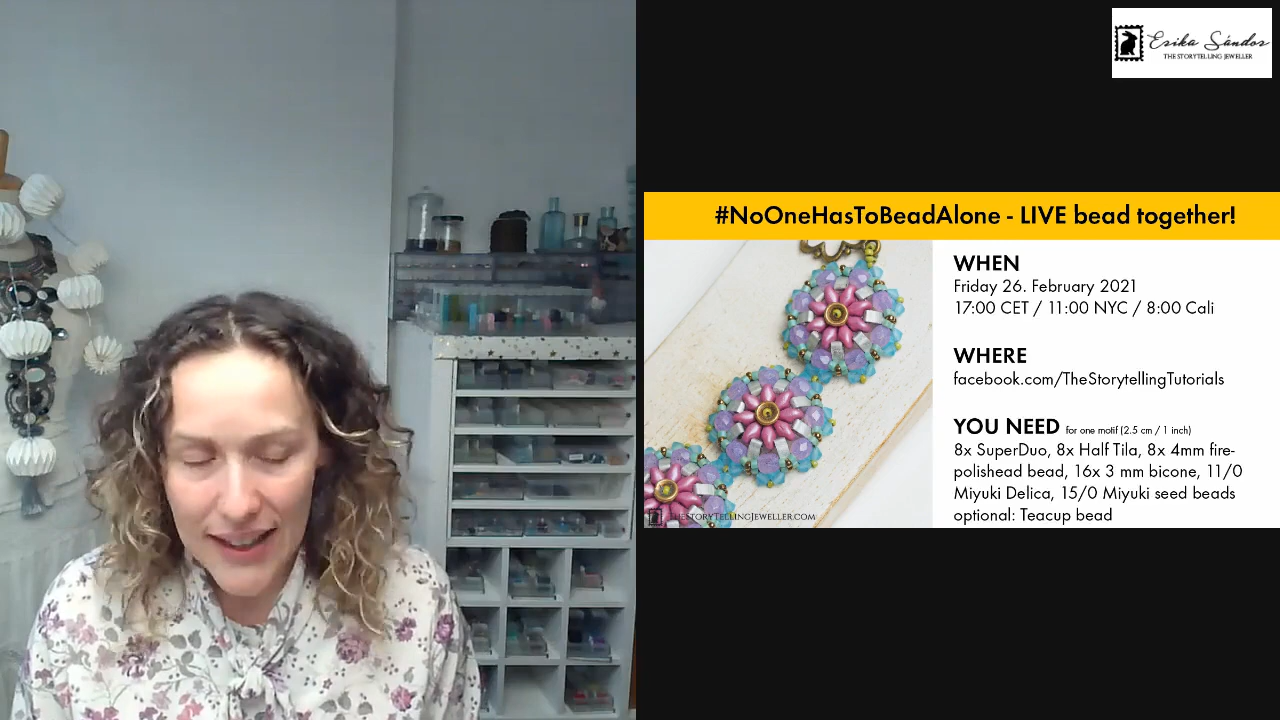 Erika Sándor
THE STORYTELLING JEWELLER
#NoOneHasToBeadAlone - LIVE bead together!
WHEN
Friday 26. February 2021
17:00 CET / 11:00 NYC / 8:00 Cali
WHERE
facebook.com/TheStorytellingTutorials
YOU NEED for one motif (2.5 cm / 1 inch)
8x SuperDuo, 8x Half Tila, 8x 4mm fire-
polishead bead, 16x 3 mm bicone, 11/0
Miyuki Delica, 15/0 Miyuki seed beads
optional: Teacup bead
THESTORYTELLINGJEWELLER.COM